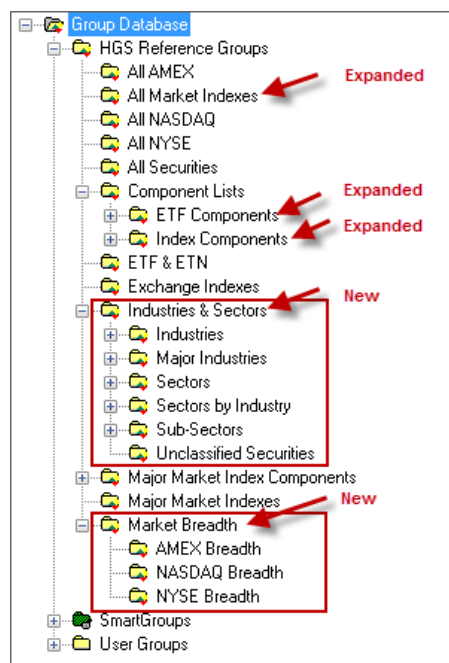 Group Database
HGS Reference Groups
All AMEX
All Market Indexes
Expanded
All NASDAQ
All NYSE
All Securities
Component Lists
ETF Components
Expanded
Index Components
Expanded
ETF & ETN
Exchange Indexes
Industries & Sectors
New
Industries
Major Industries
Sectors
Sectors by Industry
Sub-Sectors
Unclassified Securities
Major Market Index Components
Major Market Indexes
Market Breadth
New
AMEX Breadth
NASDAQ Breadth
NYSE Breadth
SmartGroups
User Groups